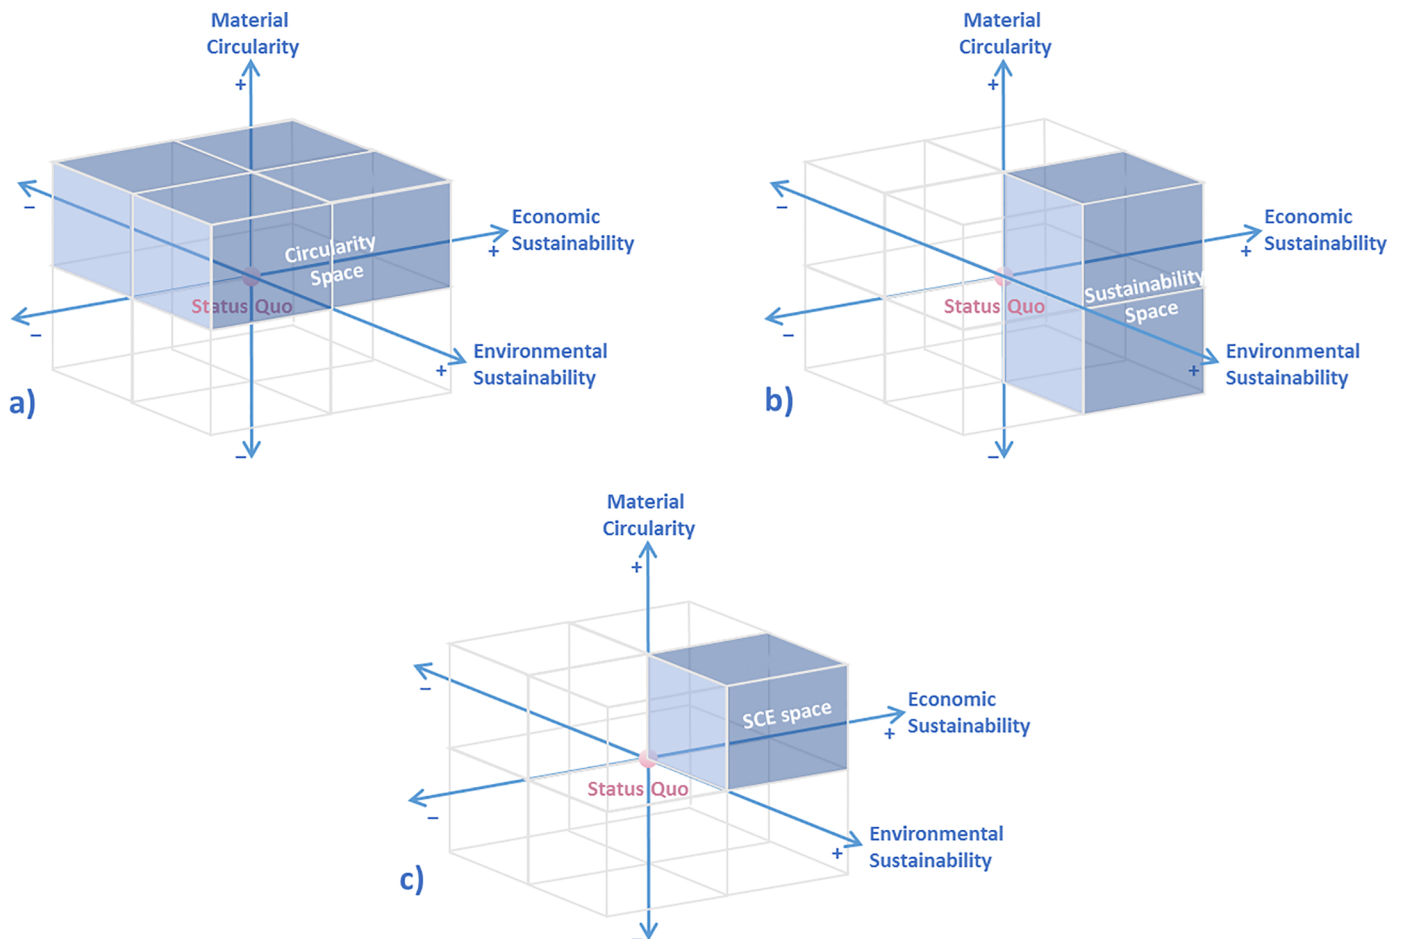 Material
Circularity
+
–
Economic
Sustainability
+
Circularity
Space
Status Quo
–
–
Environmental
Sustainability
+
a)
–
Material
Circularity
+
–
Economic
Sustainability
+
Sustainability
Space
Status Quo
–
Environmental
Sustainability
+
b)
–
Material
Circularity
+
–
Economic
Sustainability
+
SCE space
Status Quo
–
Environmental
Sustainability
+
c)
–